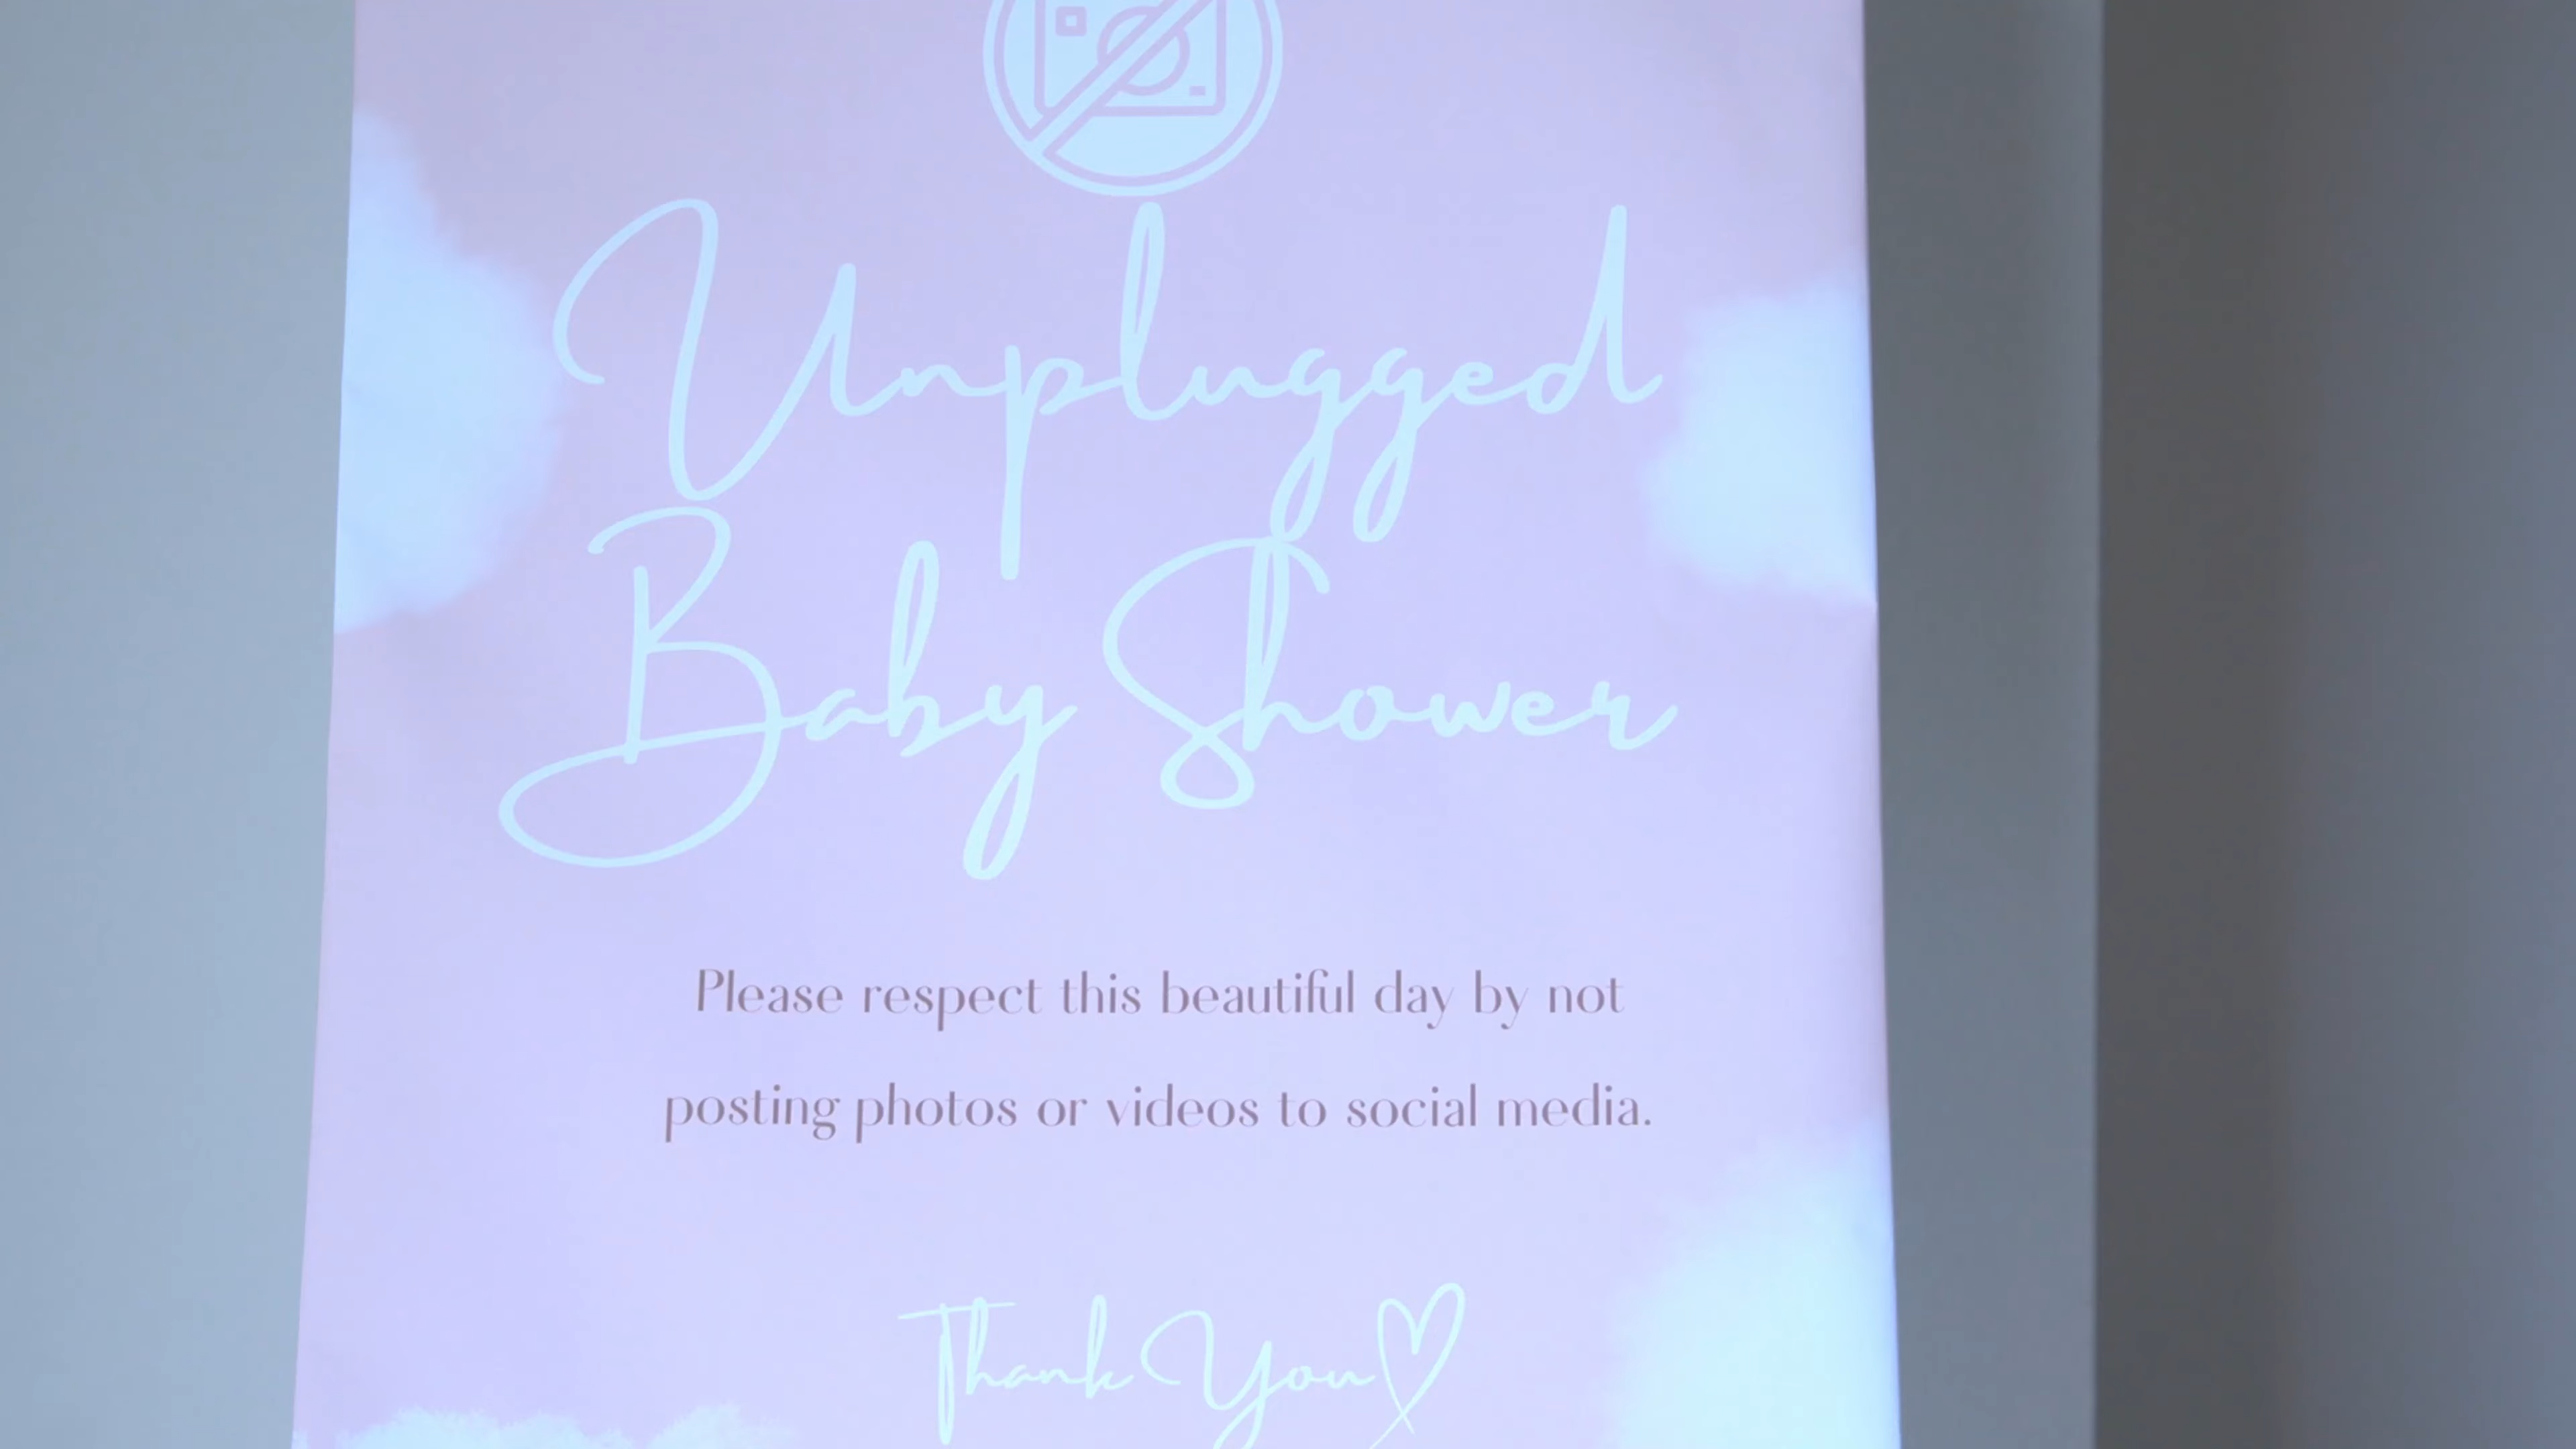 Unplugged
Baby Shower
Please respect this beautiful day by not
posting photos or videos to social media.
Thank You